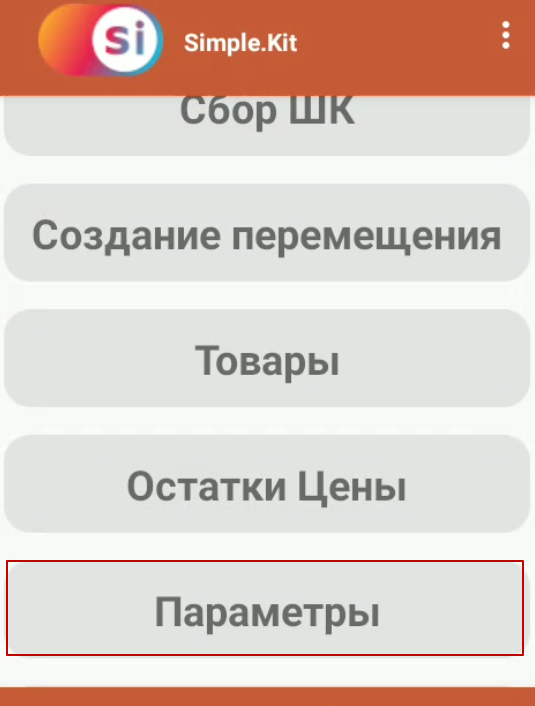 si
Simple.Kit
Сбор ШК
Создание перемещения
Товары
Остатки Цены
Параметры